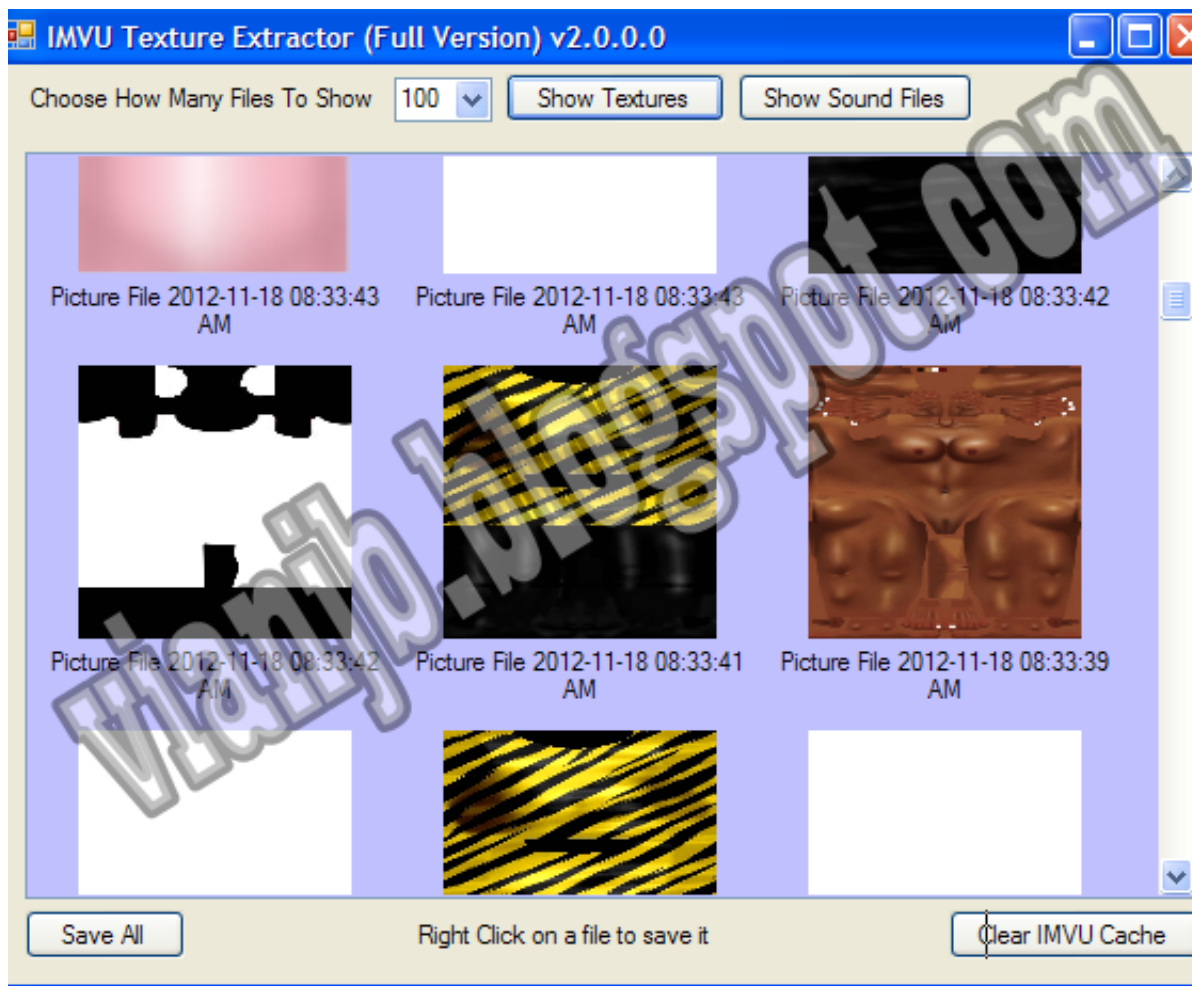 IMVU Texture Extractor (Full Version) v2.0.0.0
Choose How Many Files To Show 100 Show Textures Show Sound Files
Picture File 2012-11-18 08:33:43
AM
Picture File 2012-11-18 08:33:43
AM
Picture File 2012-11-18 08:33:42
AM
Picture File 2012-11-18 08:33:42
AM
Picture File 2012-11-18 08:33:41
AM
Picture File 2012-11-18 08:33:39
AM
vianjb.blogspot.com
Save All Right Click on a file to save it Clear IMVU Cache